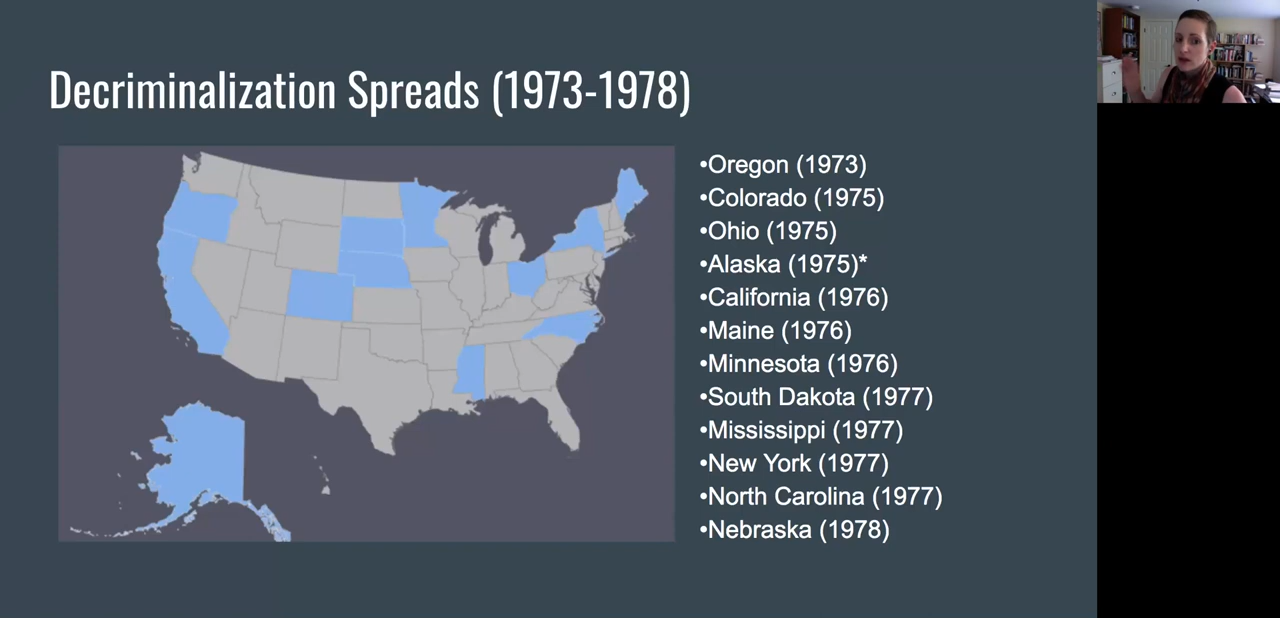 Decriminalization Spreads (1973-1978)
•Oregon (1973)
•Colorado (1975)
•Ohio (1975)
•Alaska (1975)*
•California (1976)
•Maine (1976)
•Minnesota (1976)
•South Dakota (1977)
•Mississippi (1977)
•New York (1977)
•North Carolina (1977)
•Nebraska (1978)